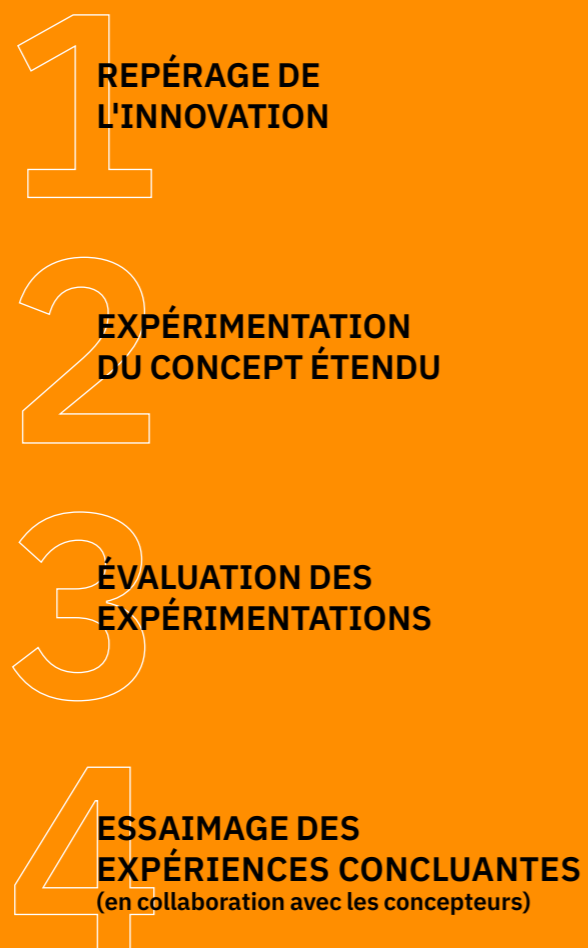 1
REPÉRAGE DE
L'INNOVATION
2
EXPÉRIMENTATION
DU CONCEPT ÉTENDU
3
ÉVALUATION DES
EXPÉRIMENTATIONS
4
ESSAIMAGE DES
EXPÉRIENCES CONCLUANTES
(en collaboration avec les concepteurs)